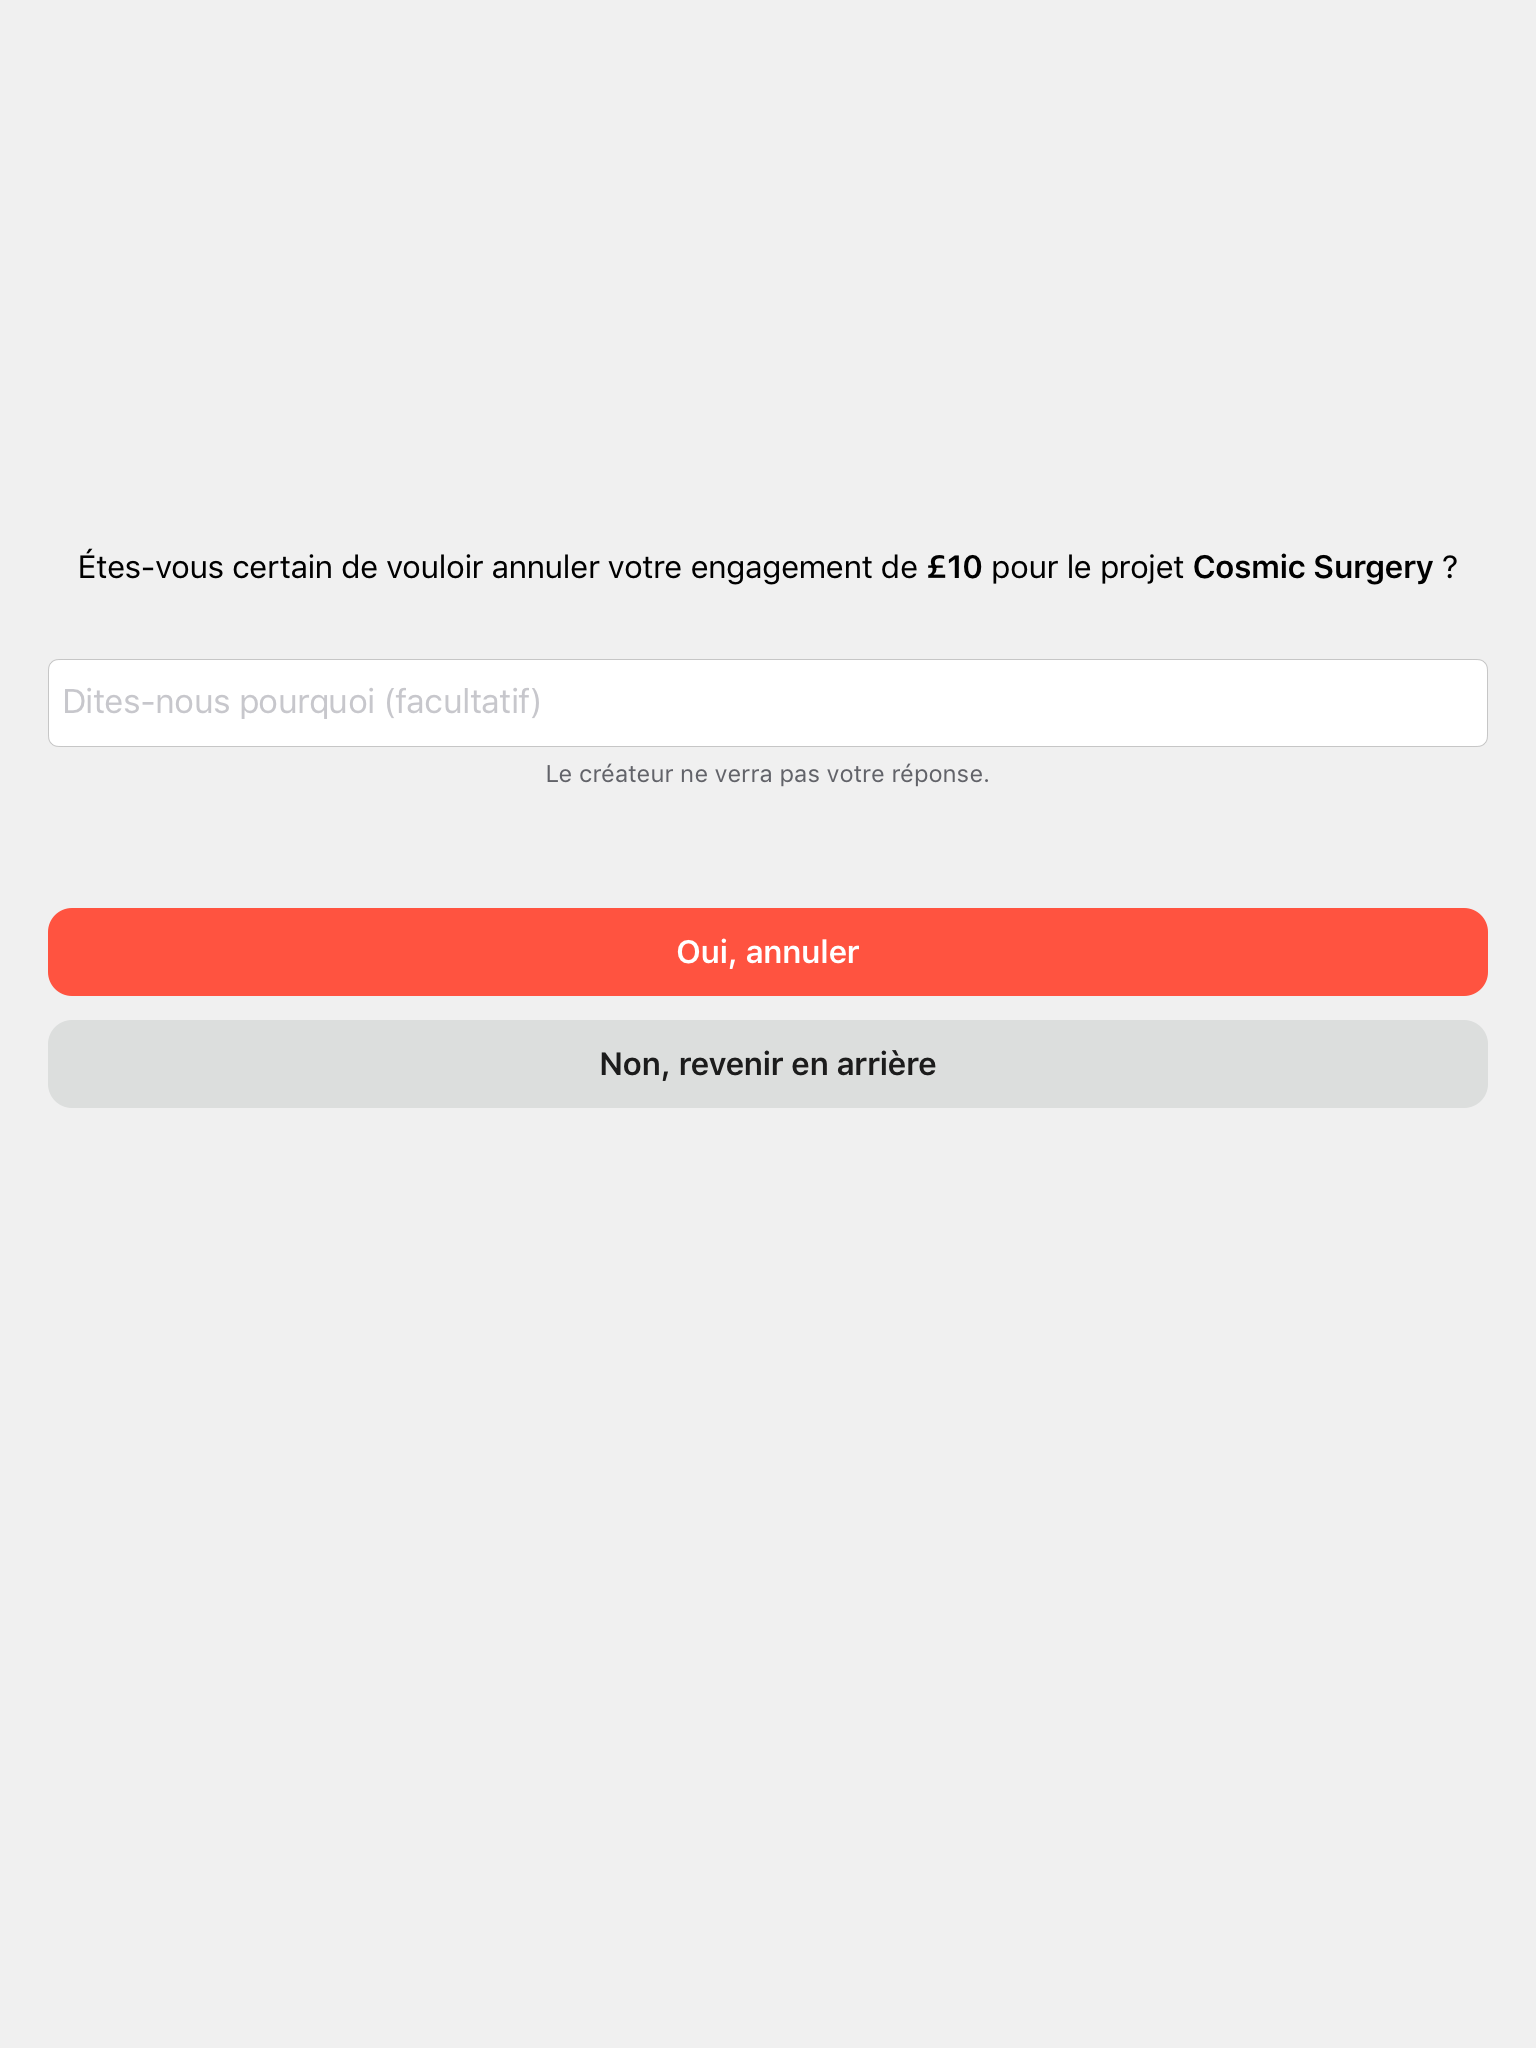 Étes-vous certain de vouloir annuler votre engagement de £10 pour le projet Cosmic Surgery ?
Dites-nous pourquoi (facultatif)
Le créateur ne verra pas votre réponse.
Oui, annuler
Non, revenir en arrière